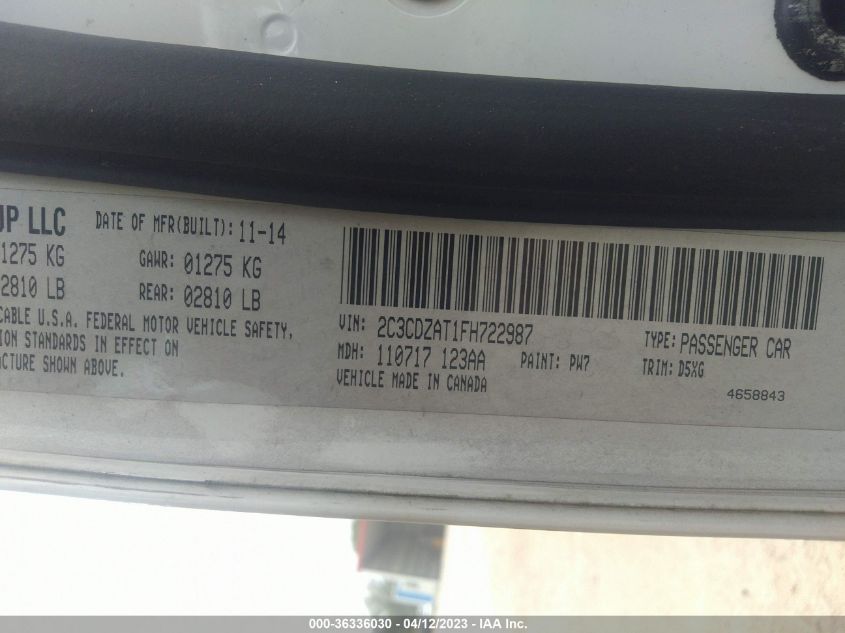 UP LLC DATE OF MFR(BUILT): 11-14
1275 KG GAWR: 01275 KG
2810 LB REAR: 02810 LB
CABLE U.S.A. FEDERAL MOTOR VEHICLE SAFETY,
ION STANDARDS IN EFFECT ON
ACTURE SHOWN ABOVE.
VIN: 2C3CDZAT1FH722987 TYPE: PASSENGER CAR
MDH: 110717 123AA PAINT: PW7 TRIM: D5XG
VEHICLE MADE IN CANADA 4658843
000-36336030 - 04/12/2023 - IAA Inc.